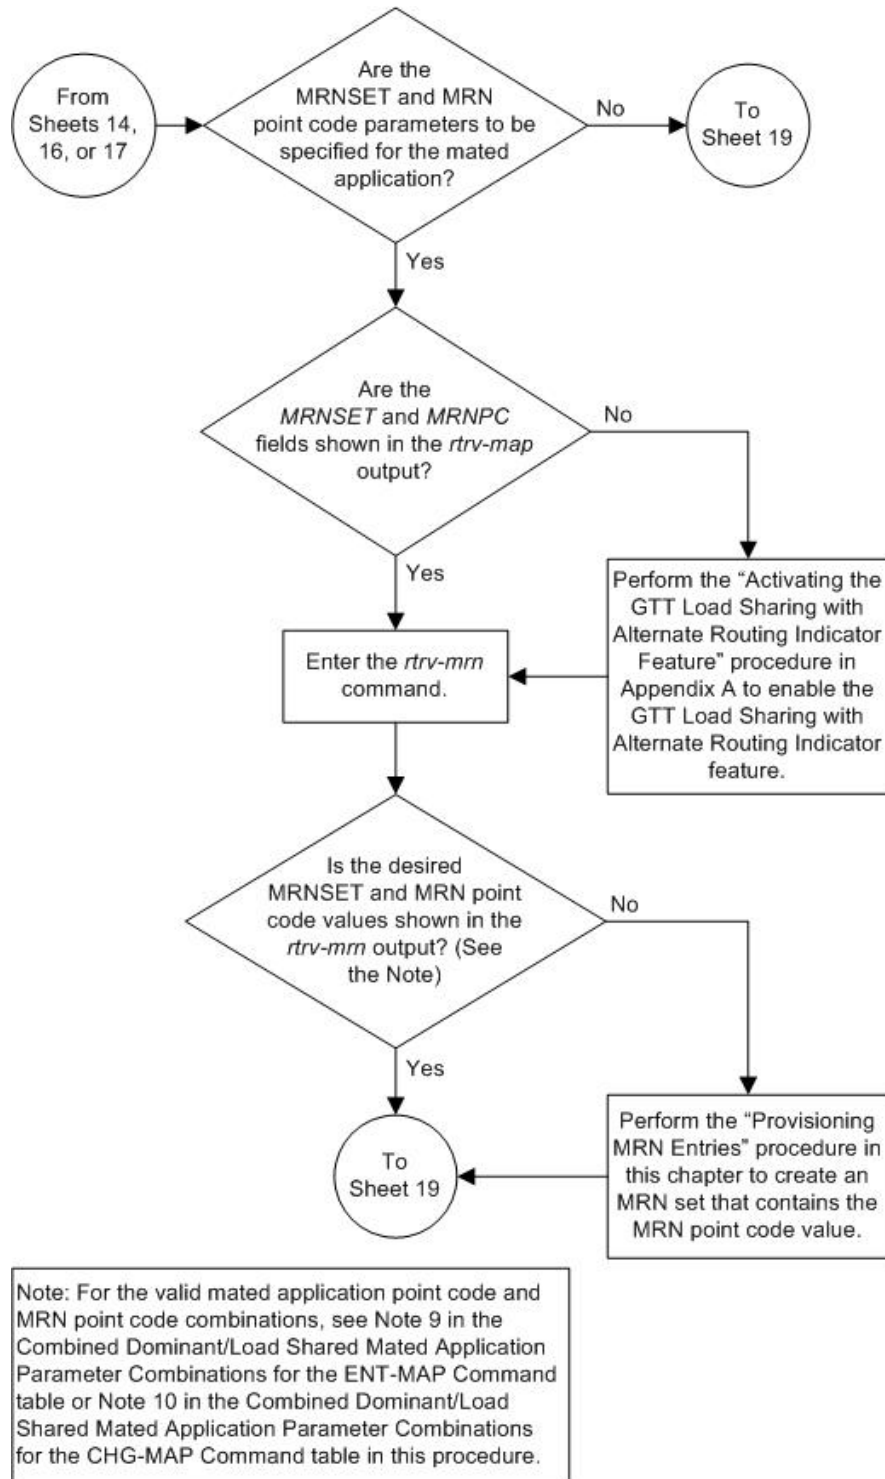 From
Sheets 14,
16, or 17
Are the
MRNSET and MRN
point code parameters to be
specified for the mated
application?
No
To
Sheet 19
Yes
Are the
MRNSET and MRNPC
fields shown in the rtrv-map
output?
No
Yes
Perform the “Activating the
GTT Load Sharing with
Alternate Routing Indicator
Feature” procedure in
Appendix A to enable the
GTT Load Sharing with
Alternate Routing Indicator
feature.
Enter the rtrv-mrn
command.
Is the desired
MRNSET and MRN point
code values shown in the
rtrv-mrn output? (See
the Note)
No
Yes
Perform the “Provisioning
MRN Entries” procedure in
this chapter to create an
MRN set that contains the
MRN point code value.
To
Sheet 19
Note: For the valid mated application point code and
MRN point code combinations, see Note 9 in the
Combined Dominant/Load Shared Mated Application
Parameter Combinations for the ENT-MAP Command
table or Note 10 in the Combined Dominant/Load
Shared Mated Application Parameter Combinations
for the CHG-MAP Command table in this procedure.